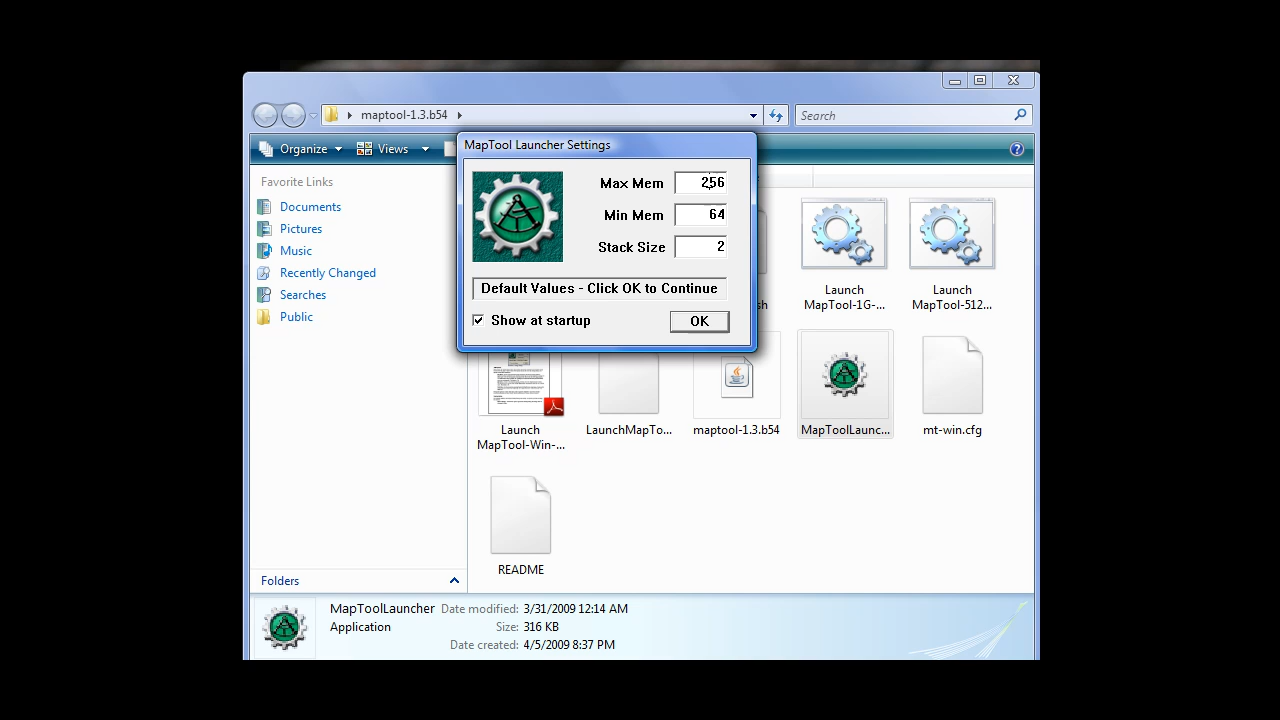 maptool-1.3.b54
Search
Organize
Views
MapTool Launcher Settings
Max Mem 256
Min Mem 64
Stack Size 2
Default Values - Click OK to Continue
Show at startup
OK
Favorite Links
Documents
Pictures
Music
Recently Changed
Searches
Public
Folders
Launch
MapTool-1G-...
Launch
MapTool-512...
sh
Launch
MapTool-Win-...
LaunchMapTo...
maptool-1.3.b54
MapToolLaunc...
mt-win.cfg
README
MapToolLauncher Date modified: 3/31/2009 12:14 AM
Application Size: 316 KB
Date created: 4/5/2009 8:37 PM